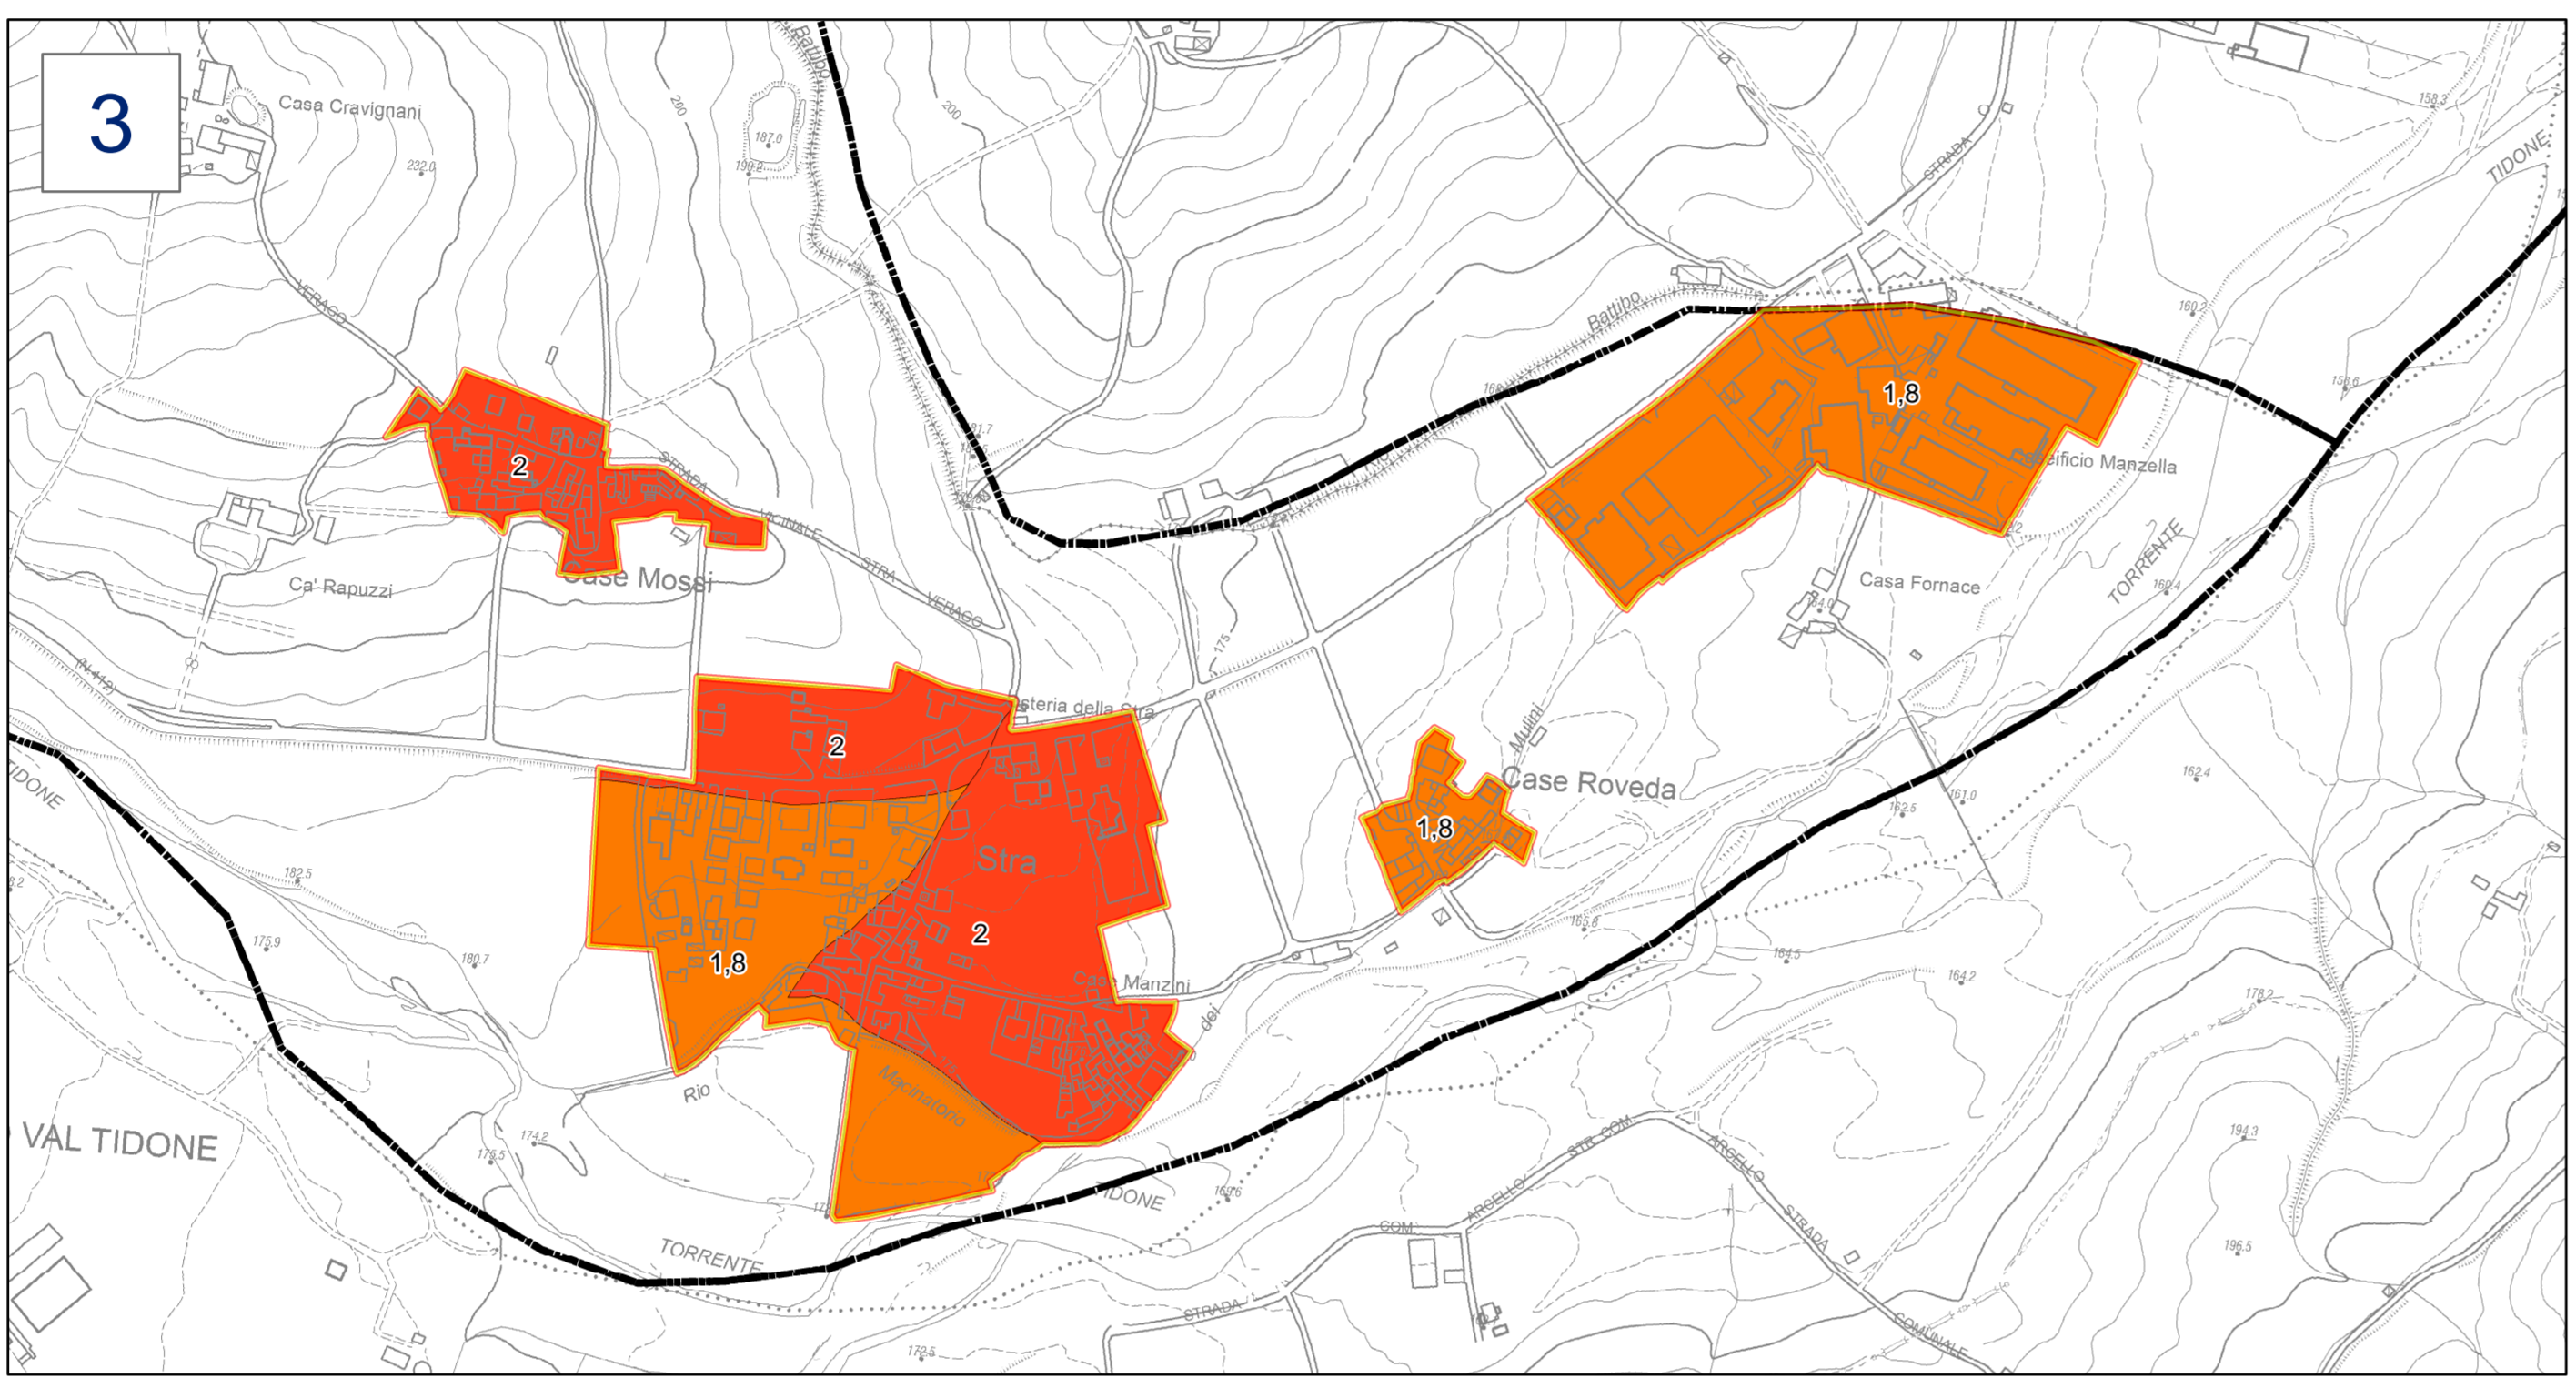 3
Casa Cravignani
232.0
200
187.0
190.2
Battibo
200
STRADA
158.3
TIDONE
VERAGO
Battibo
160.2
1,8
2
STRADA
VICINALE
STRA
VERAGO
Ca' Rapuzzi
Case Mossi
Manzella
Casa Fornace
TORRENTE
160.4
175
(N.412)
della Stra
2
Mulini
Case Roveda
1,8
162.4
161.0
162.5
TIDONE
182.5
Stra
175.9
180.7
1,8
2
Manzini
dei
165.8
164.5
164.2
178.2
Rio
Macinatorio
VAL TIDONE
174.2
175.5
194.3
STR. COM.
ARCELLO
ARCELLO
STRADA
COM.
TIDONE
169.6
196.5
TORRENTE
STRADA
COMUNALE
172.5